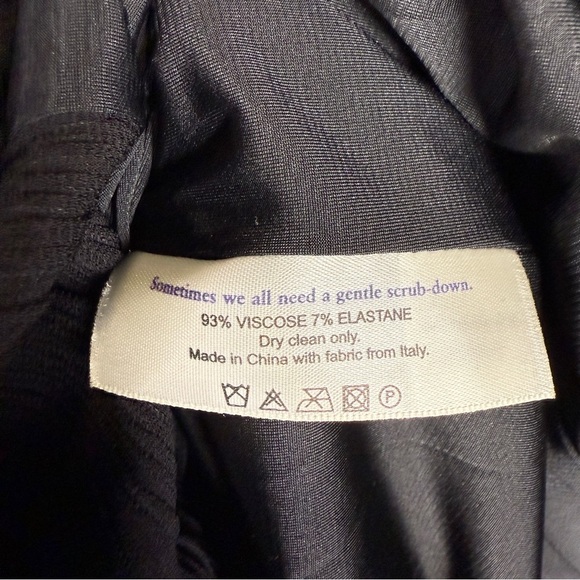 Sometimes we all need a gentle scrub-down.
93% VISCOSE 7% ELASTANE
Dry clean only.
Made in China with fabric from Italy.
P